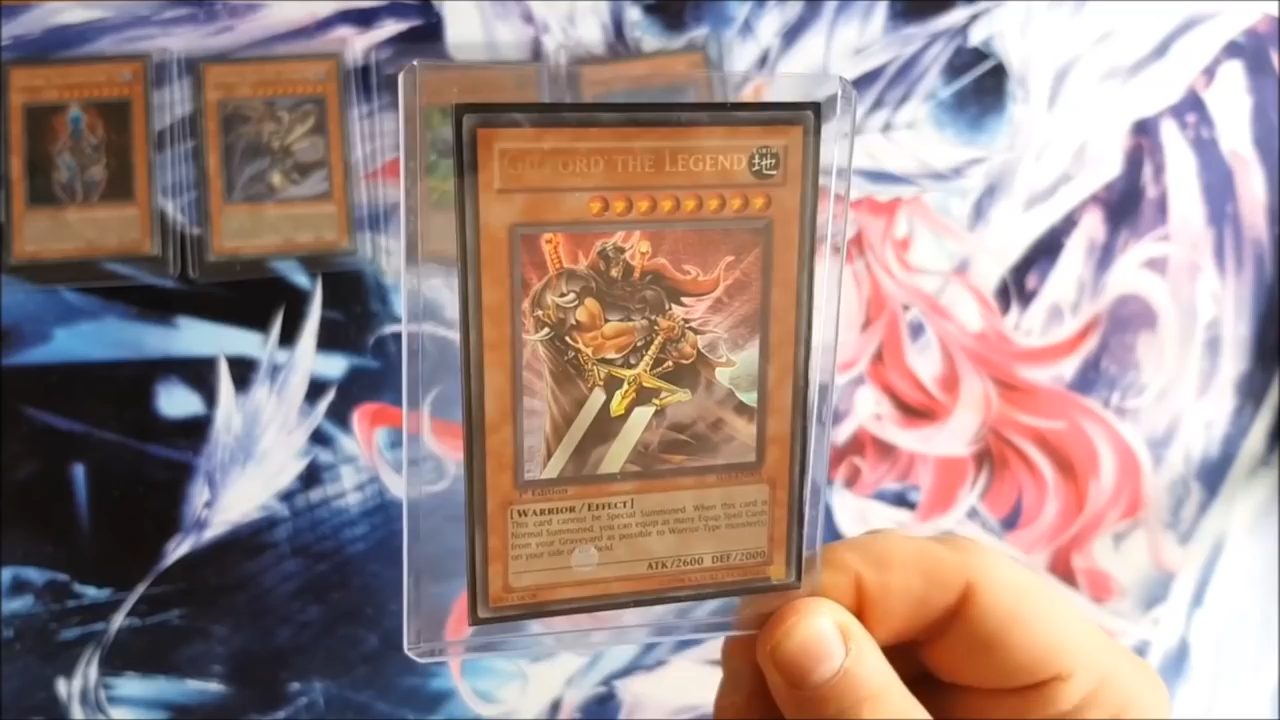 GILFORD THE LEGEND
EARTH
地
1st Edition
[WARRIOR/EFFECT]
This card cannot be Special Summoned. When this card is
Normal Summoned, you can equip as many Equip Spell Cards
from your Graveyard as possible to Warrior-Type monster(s)
on your side of field.
ATK/2600 DEF/2000